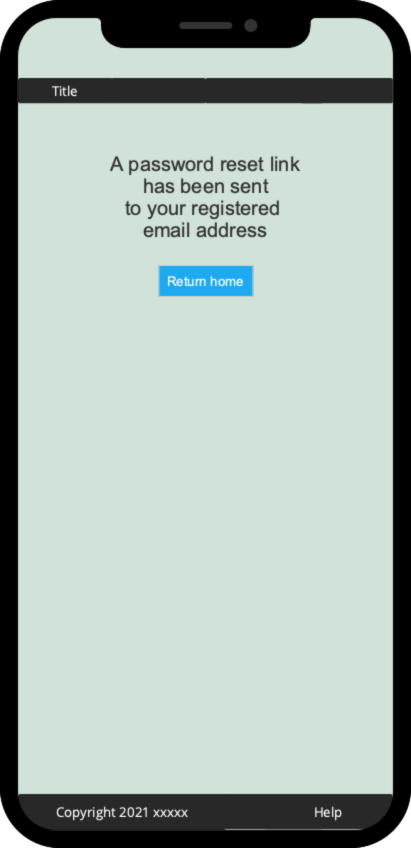 Title
A password reset link
has been sent
to your registered
email address
Return home
Copyright 2021 xxxxx Help